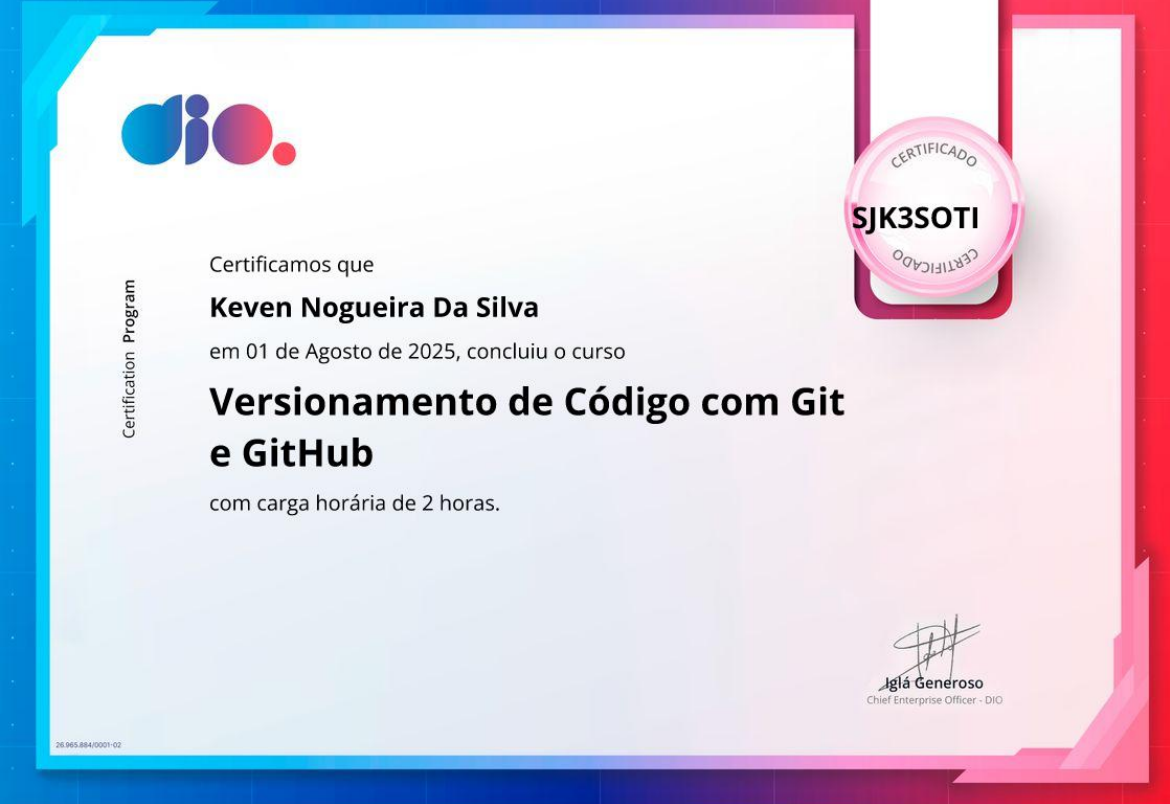 dio.
CERTIFICADO
SJK3SOTI
CERTIFICADO
Certificamos que
Keven Nogueira Da Silva
em 01 de Agosto de 2025, concluiu o curso
Versionamento de Código com Git
e GitHub
com carga horária de 2 horas.
Certification Program
Iglá Generoso
Chief Enterprise Officer - DIO
26.965.884/0001-02